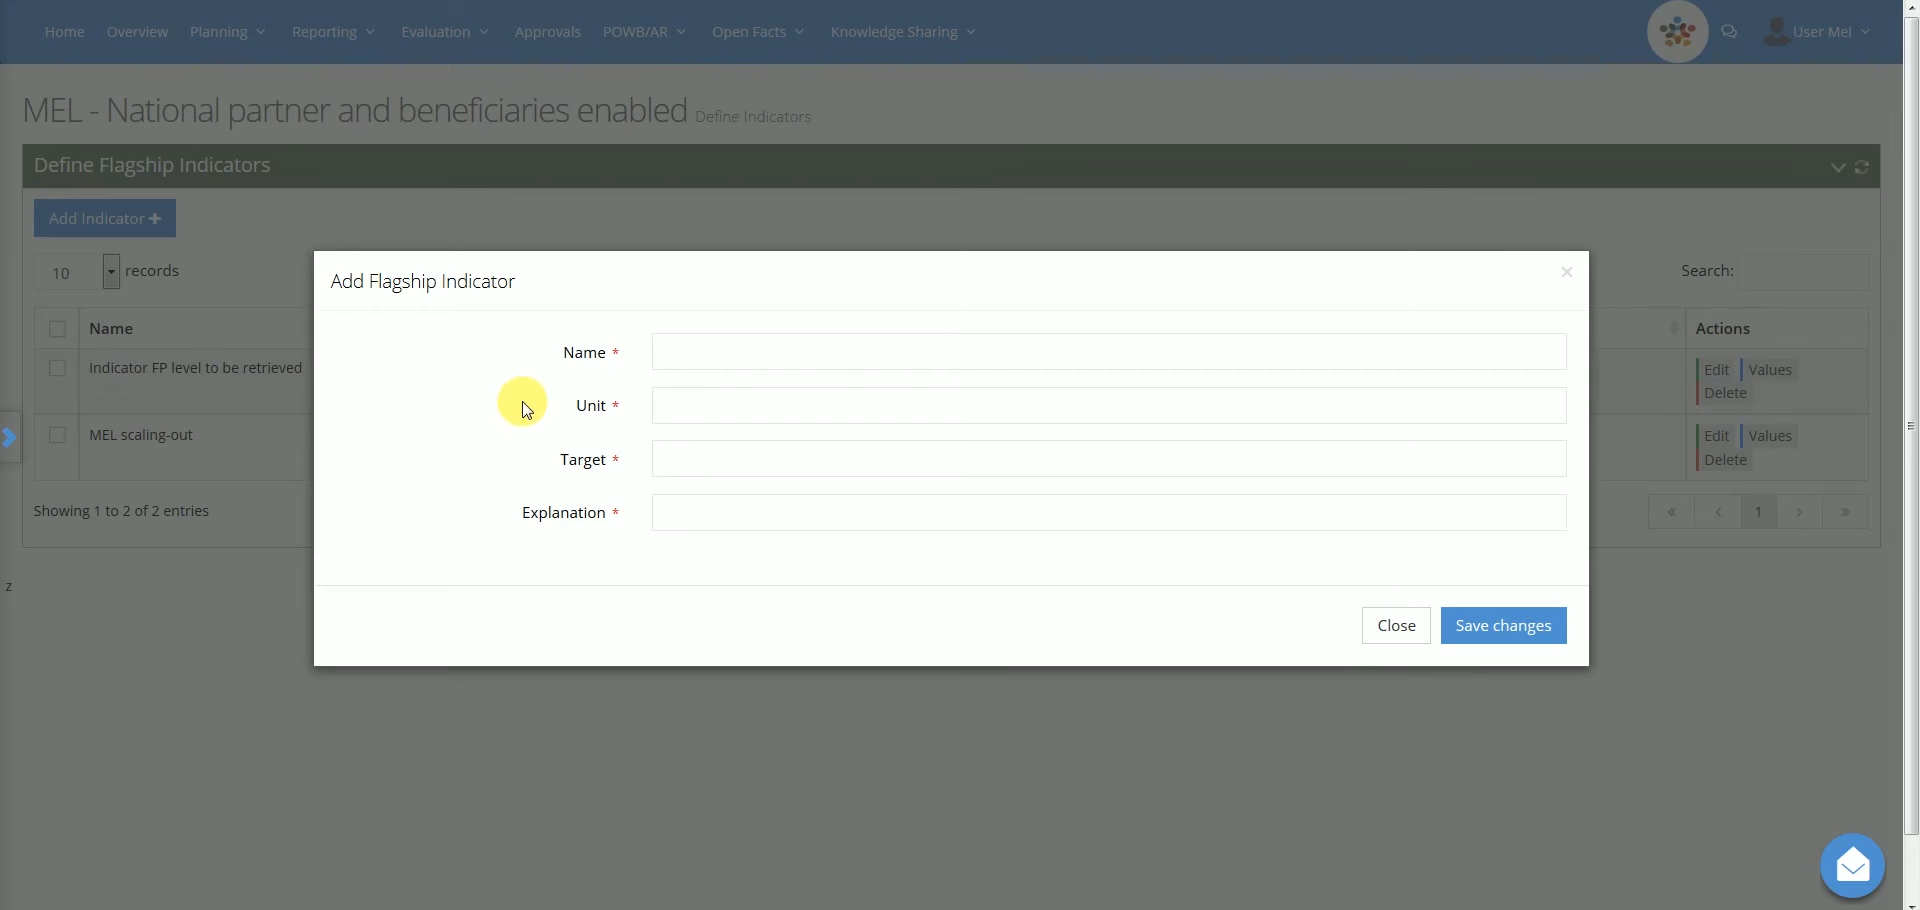 Home Overview Planning Reporting Evaluation Approvals POWB/AR Open Facts Knowledge Sharing User Mel
MEL - National partner and beneficiaries enabled Define Indicators
Define Flagship Indicators
Add Indicator
10 records Search:
Add Flagship Indicator
Name Actions
Name *
Indicator FP level to be retrieved Edit Values
Delete
Unit *
MEL scaling-out Edit Values
Delete
Target *
Showing 1 to 2 of 2 entries « ‹ 1 › »
Explanation *
z
Close Save changes